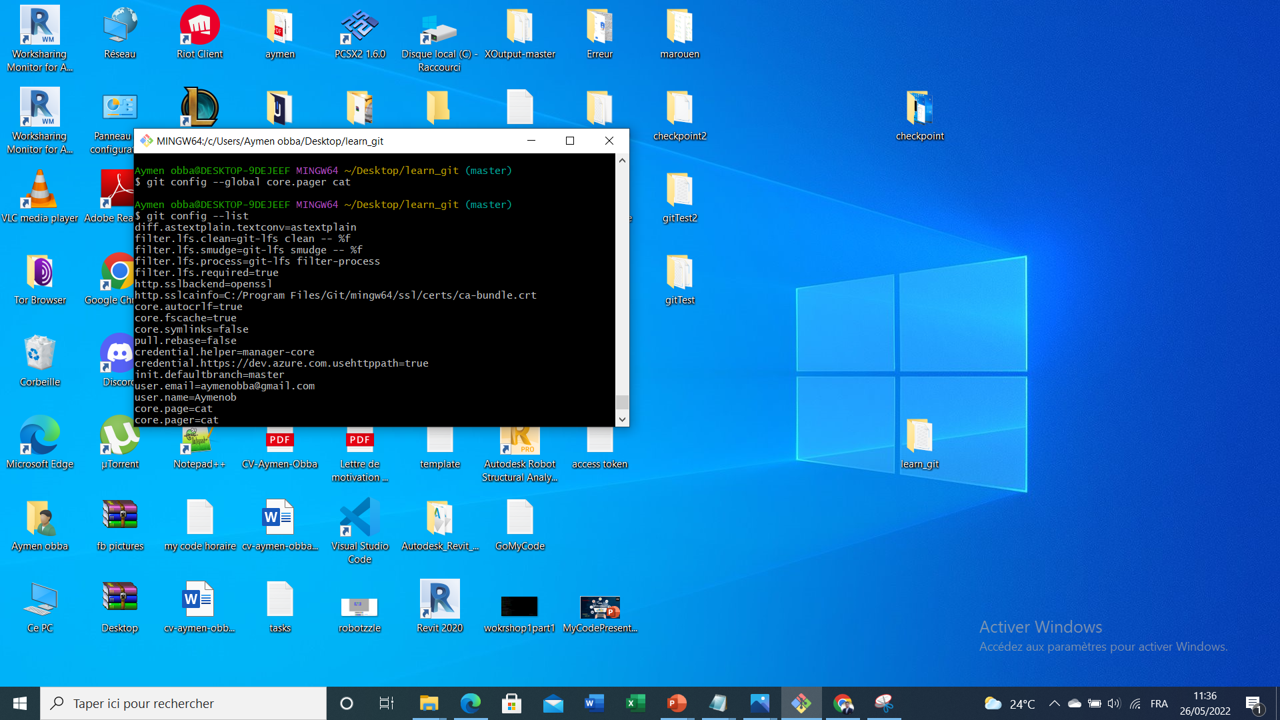 Worksharing
Monitor for A...
Réseau
Riot Client
aymen
PCSX2 1.6.0
Disque local (C) -
Raccourci
XOutput-master
Erreur
marouen
Worksharing
Monitor for A...
Panneau
configurat
checkpoint2
checkpoint
MINGW64:/c/Users/Aymen obba/Desktop/learn_git
Aymen obba@DESKTOP-9DEJEEF MINGW64 ~/Desktop/learn_git (master)
$ git config --global core.pager cat
Aymen obba@DESKTOP-9DEJEEF MINGW64 ~/Desktop/learn_git (master)
$ git config --list
diff.astextplain.textconv=astextplain
filter.lfs.clean=git-lfs clean -- %f
filter.lfs.smudge=git-lfs smudge -- %f
filter.lfs.process=git-lfs filter-process
filter.lfs.required=true
http.sslbackend=openssl
http.sslcainfo=C:/Program Files/Git/mingw64/ssl/certs/ca-bundle.crt
core.autocrlf=true
core.fscache=true
core.symlinks=false
pull.rebase=false
credential.helper=manager-core
credential.https://dev.azure.com.usehttppath=true
init.defaultbranch=master
user.email=aymenobba@gmail.com
user.name=Aymenob
core.page=cat
core.pager=cat
VLC media player
Adobe Rea
gitTest2
Tor Browser
Google Ch
gitTest
Corbeille
Discor
Microsoft Edge
µTorrent
Notepad++
PDF
CV-Aymen-Obba
PDF
Lettre de
motivation ...
template
PRO
Autodesk Robot
Structural Analy...
access token
learn_git
Aymen obba
fb pictures
my code horaire
cv-aymen-obba...
Visual Studio
Code
Autodesk_Revit_...
GoMyCode
Ce PC
Desktop
cv-aymen-obb...
tasks
robotzzle
Revit 2020
wokrshop1part1
MyCodePresent...
Activer Windows
Accédez aux paramètres pour activer Windows.
Taper ici pour rechercher
24°C
FRA
11:36
26/05/2022
1